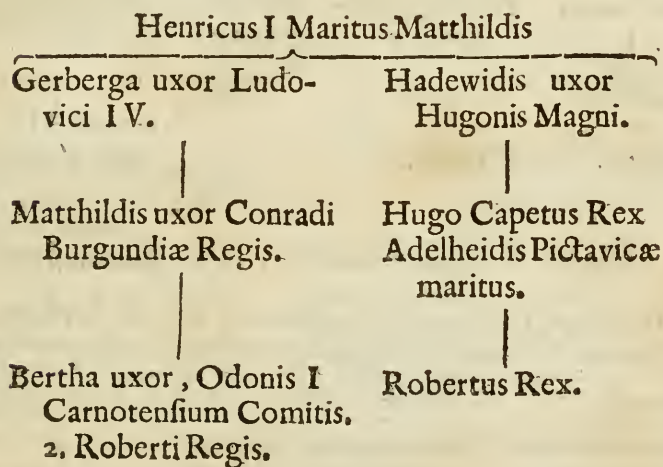 Henricus I Maritus Matthildis
Gerberga uxor Ludo-
vici IV.
Hadewidis uxor
Hugonis Magni.
Matthildis uxor Conradi
Burgundiæ Regis.
Hugo Capetus Rex
Adelheidis Pictavicæ
maritus.
Bertha uxor, Odonis I
Carnotenſium Comitis.
2. Roberti Regis.
Robertus Rex.